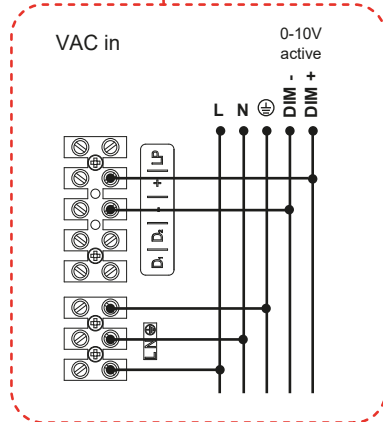 VAC in
0-10V
active
L N DIM - DIM +
D₁ | D₂ | - | + | LP
L N